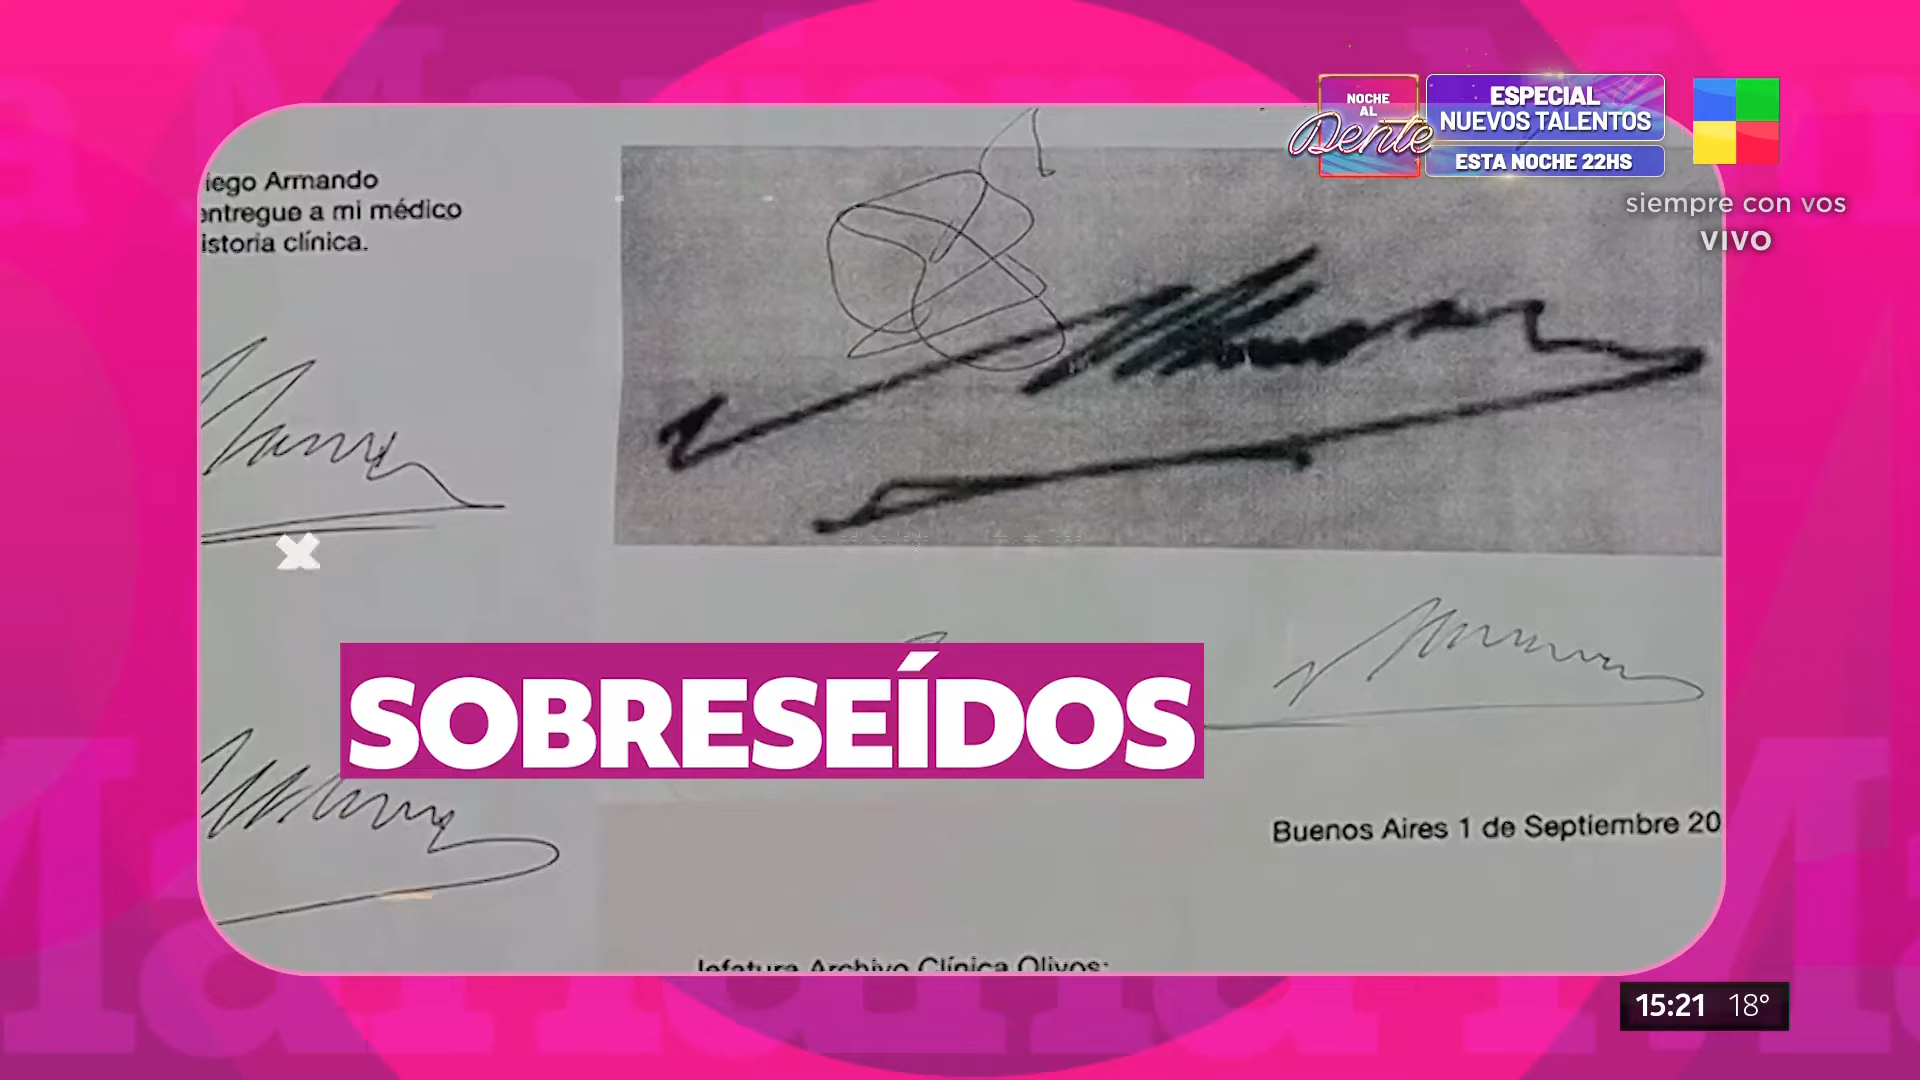 NOCHE
AL
Dente
ESPECIAL
NUEVOS TALENTOS
ESTA NOCHE 22HS
siempre con vos
VIVO
iego Armando
entregue a mi médico
istoria clínica.
SOBRESEÍDOS
Buenos Aires 1 de Septiembre 20
Jefatura Archivo Clínica Olivos:
15:21 18°